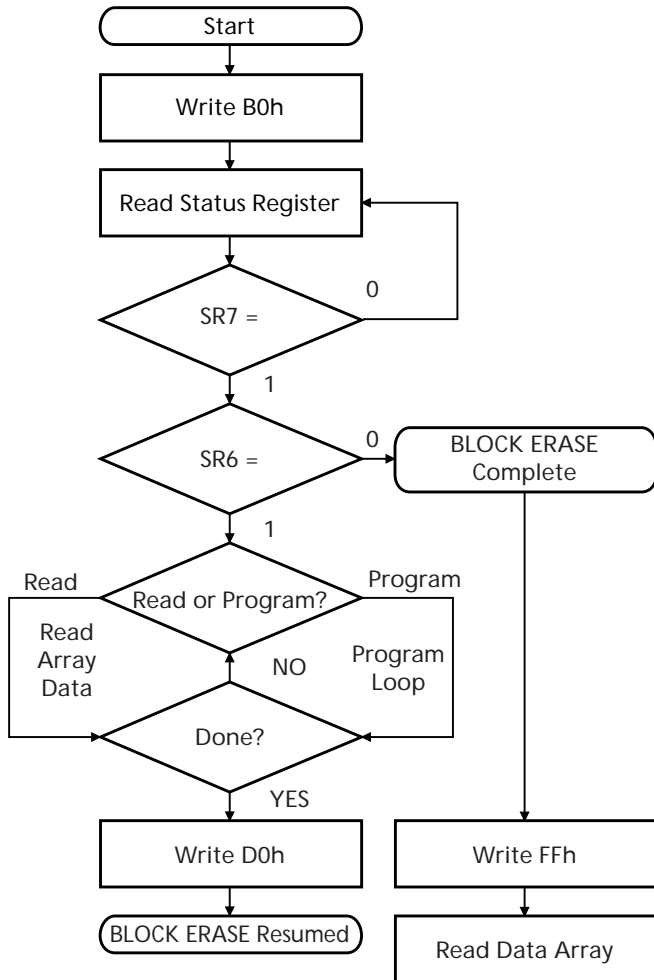 Start
Write B0h
Read Status Register
0
SR7 =
1
0
SR6 =
BLOCK ERASE
Complete
1
Read
Program
Read or Program?
Read
Array
Data
Program
Loop
NO
Done?
YES
Write D0h
Write FFh
BLOCK ERASE Resumed
Read Data Array